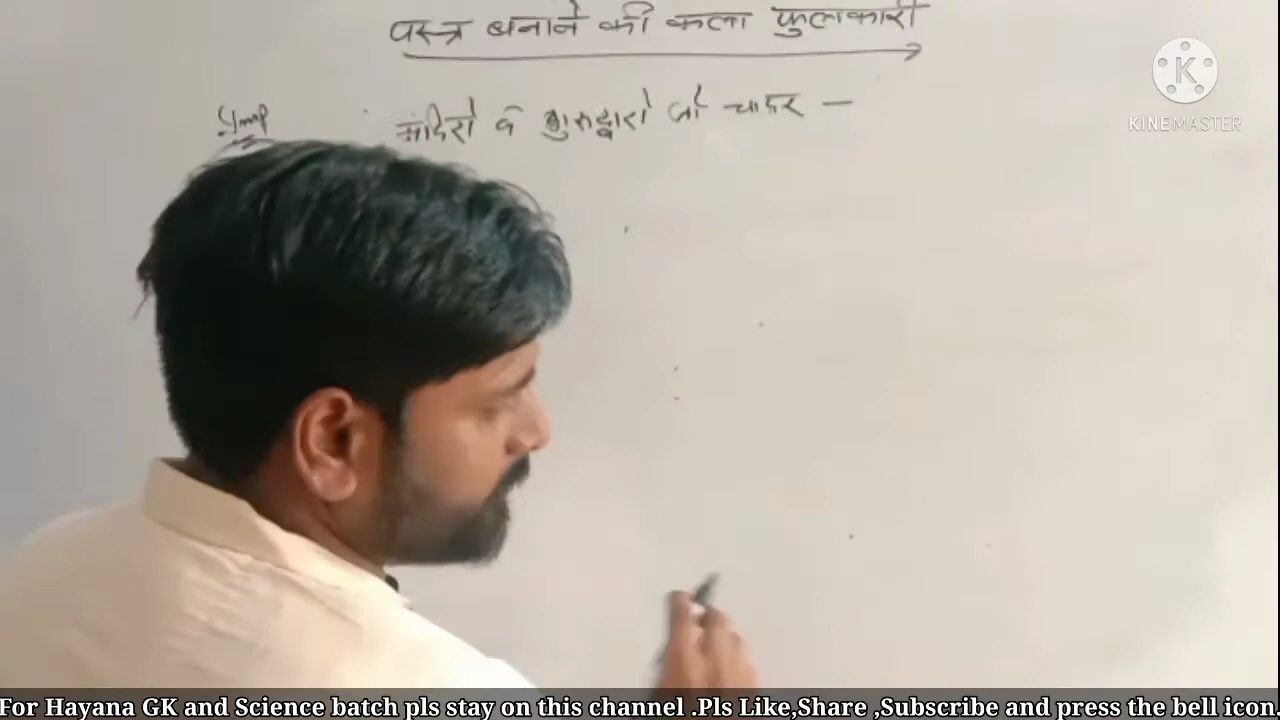 वस्त्र बनाने की कला फुलकारी
KINEMASTER
Imp
मंदिरो व गुरुद्वारो की चादर —
For Hayana GK and Science batch pls stay on this channel .Pls Like,Share ,Subscribe and press the bell icon.